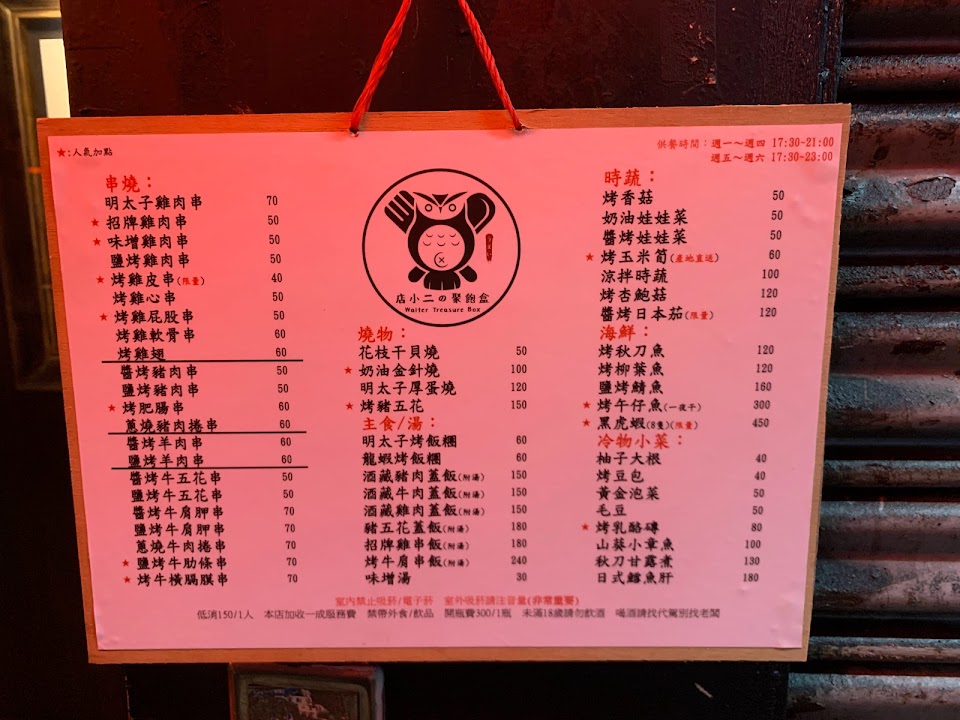 ★:人氣加點
供餐時間:週一～週四 17:30-21:00
週五～週六 17:30-23:00
串燒:
明太子雞肉串 70
★招牌雞肉串 50
★味增雞肉串 50
鹽烤雞肉串 50
★烤雞皮串(限量) 40
烤雞心串 50
★烤雞屁股串 50
烤雞軟骨串 60
烤雞翅 60
醬烤豬肉串 50
鹽烤豬肉串 50
★烤肥腸串 60
蔥燒豬肉捲串 60
醬烤羊肉串 60
鹽烤羊肉串 60
醬烤牛五花串 50
鹽烤牛五花串 50
醬烤牛肩胛串 70
鹽烤牛肩胛串 70
蔥燒牛肉捲串 70
★鹽烤牛肋條串 70
★烤牛橫膈膜串 70
店小二の聚飽盒
Waiter Treasure Box
燒物:
花枝干貝燒 50
★奶油金針燒 100
明太子厚蛋燒 120
★烤豬五花 150
主食/湯:
明太子烤飯糰 60
龍蝦烤飯糰 60
酒藏豬肉蓋飯(附湯) 150
酒藏牛肉蓋飯(附湯) 150
酒藏雞肉蓋飯(附湯) 150
豬五花蓋飯(附湯) 180
招牌雞串飯(附湯) 180
烤牛肩串飯(附湯) 240
味增湯 30
時蔬:
烤香菇 50
奶油娃娃菜 50
醬烤娃娃菜 50
★烤玉米筍(產地直送) 60
涼拌時蔬 100
烤杏鮑菇 120
醬烤日本茄(限量) 120
海鮮:
烤秋刀魚 120
烤柳葉魚 120
鹽烤鯖魚 160
★烤午仔魚(一夜干) 300
★黑虎蝦(8隻)(限量) 450
冷物小菜:
柚子大根 40
烤豆包 40
黃金泡菜 50
毛豆 50
★烤乳酪磚 80
山葵小章魚 100
秋刀甘露煮 130
日式鱈魚肝 180
室內禁止吸菸/電子菸 室外吸菸請注音量(非常重要)
低消150/1人 本店加收一成服務費 禁帶外食/飲品 開瓶費300/1瓶 未滿18歲請勿飲酒 喝酒請找代駕別找老闆